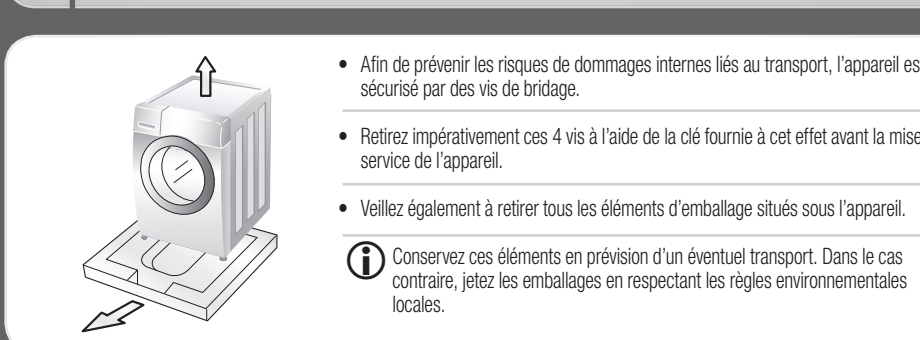 • Afin de prévenir les risques de dommages internes liés au transport, l'appareil es
sécurisé par des vis de bridage.
• Retirez impérativement ces 4 vis à l'aide de la clé fournie à cet effet avant la mise
service de l'appareil.
• Veillez également à retirer tous les éléments d'emballage situés sous l'appareil.
Conservez ces éléments en prévision d'un éventuel transport. Dans le cas
contraire, jetez les emballages en respectant les règles environnementales
locales.